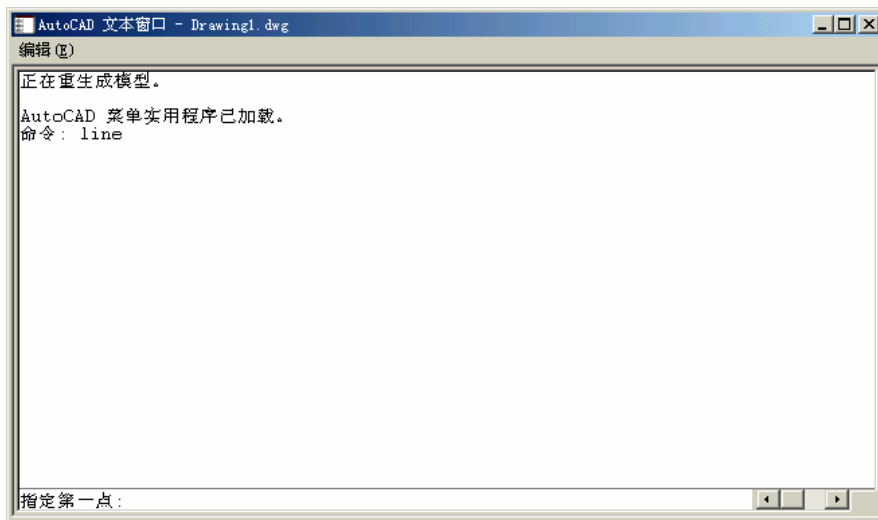 AutoCAD 文本窗口 - Drawing1.dwg
编辑(E)
正在重生成模型。
AutoCAD 菜单实用程序已加载。
命令: line
指定第一点: